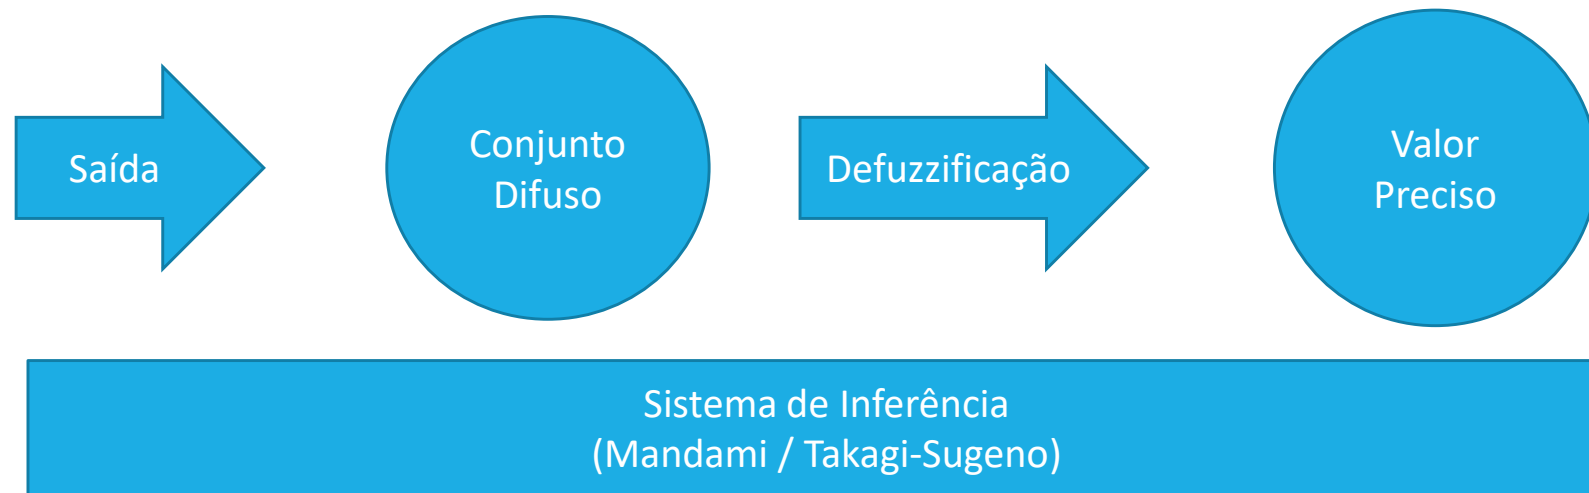 Saída
Conjunto
Difuso
Defuzzificação
Valor
Preciso
Sistema de Inferência
(Mandami / Takagi-Sugeno)